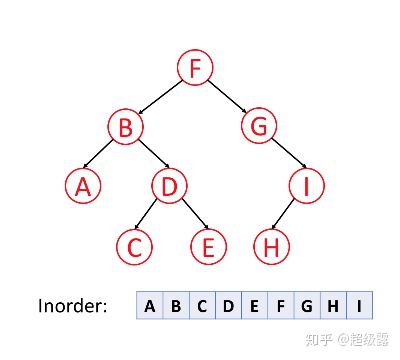 F
B G
A D I
C E H
Inorder: A B C D E F G H I
知乎 @超级露